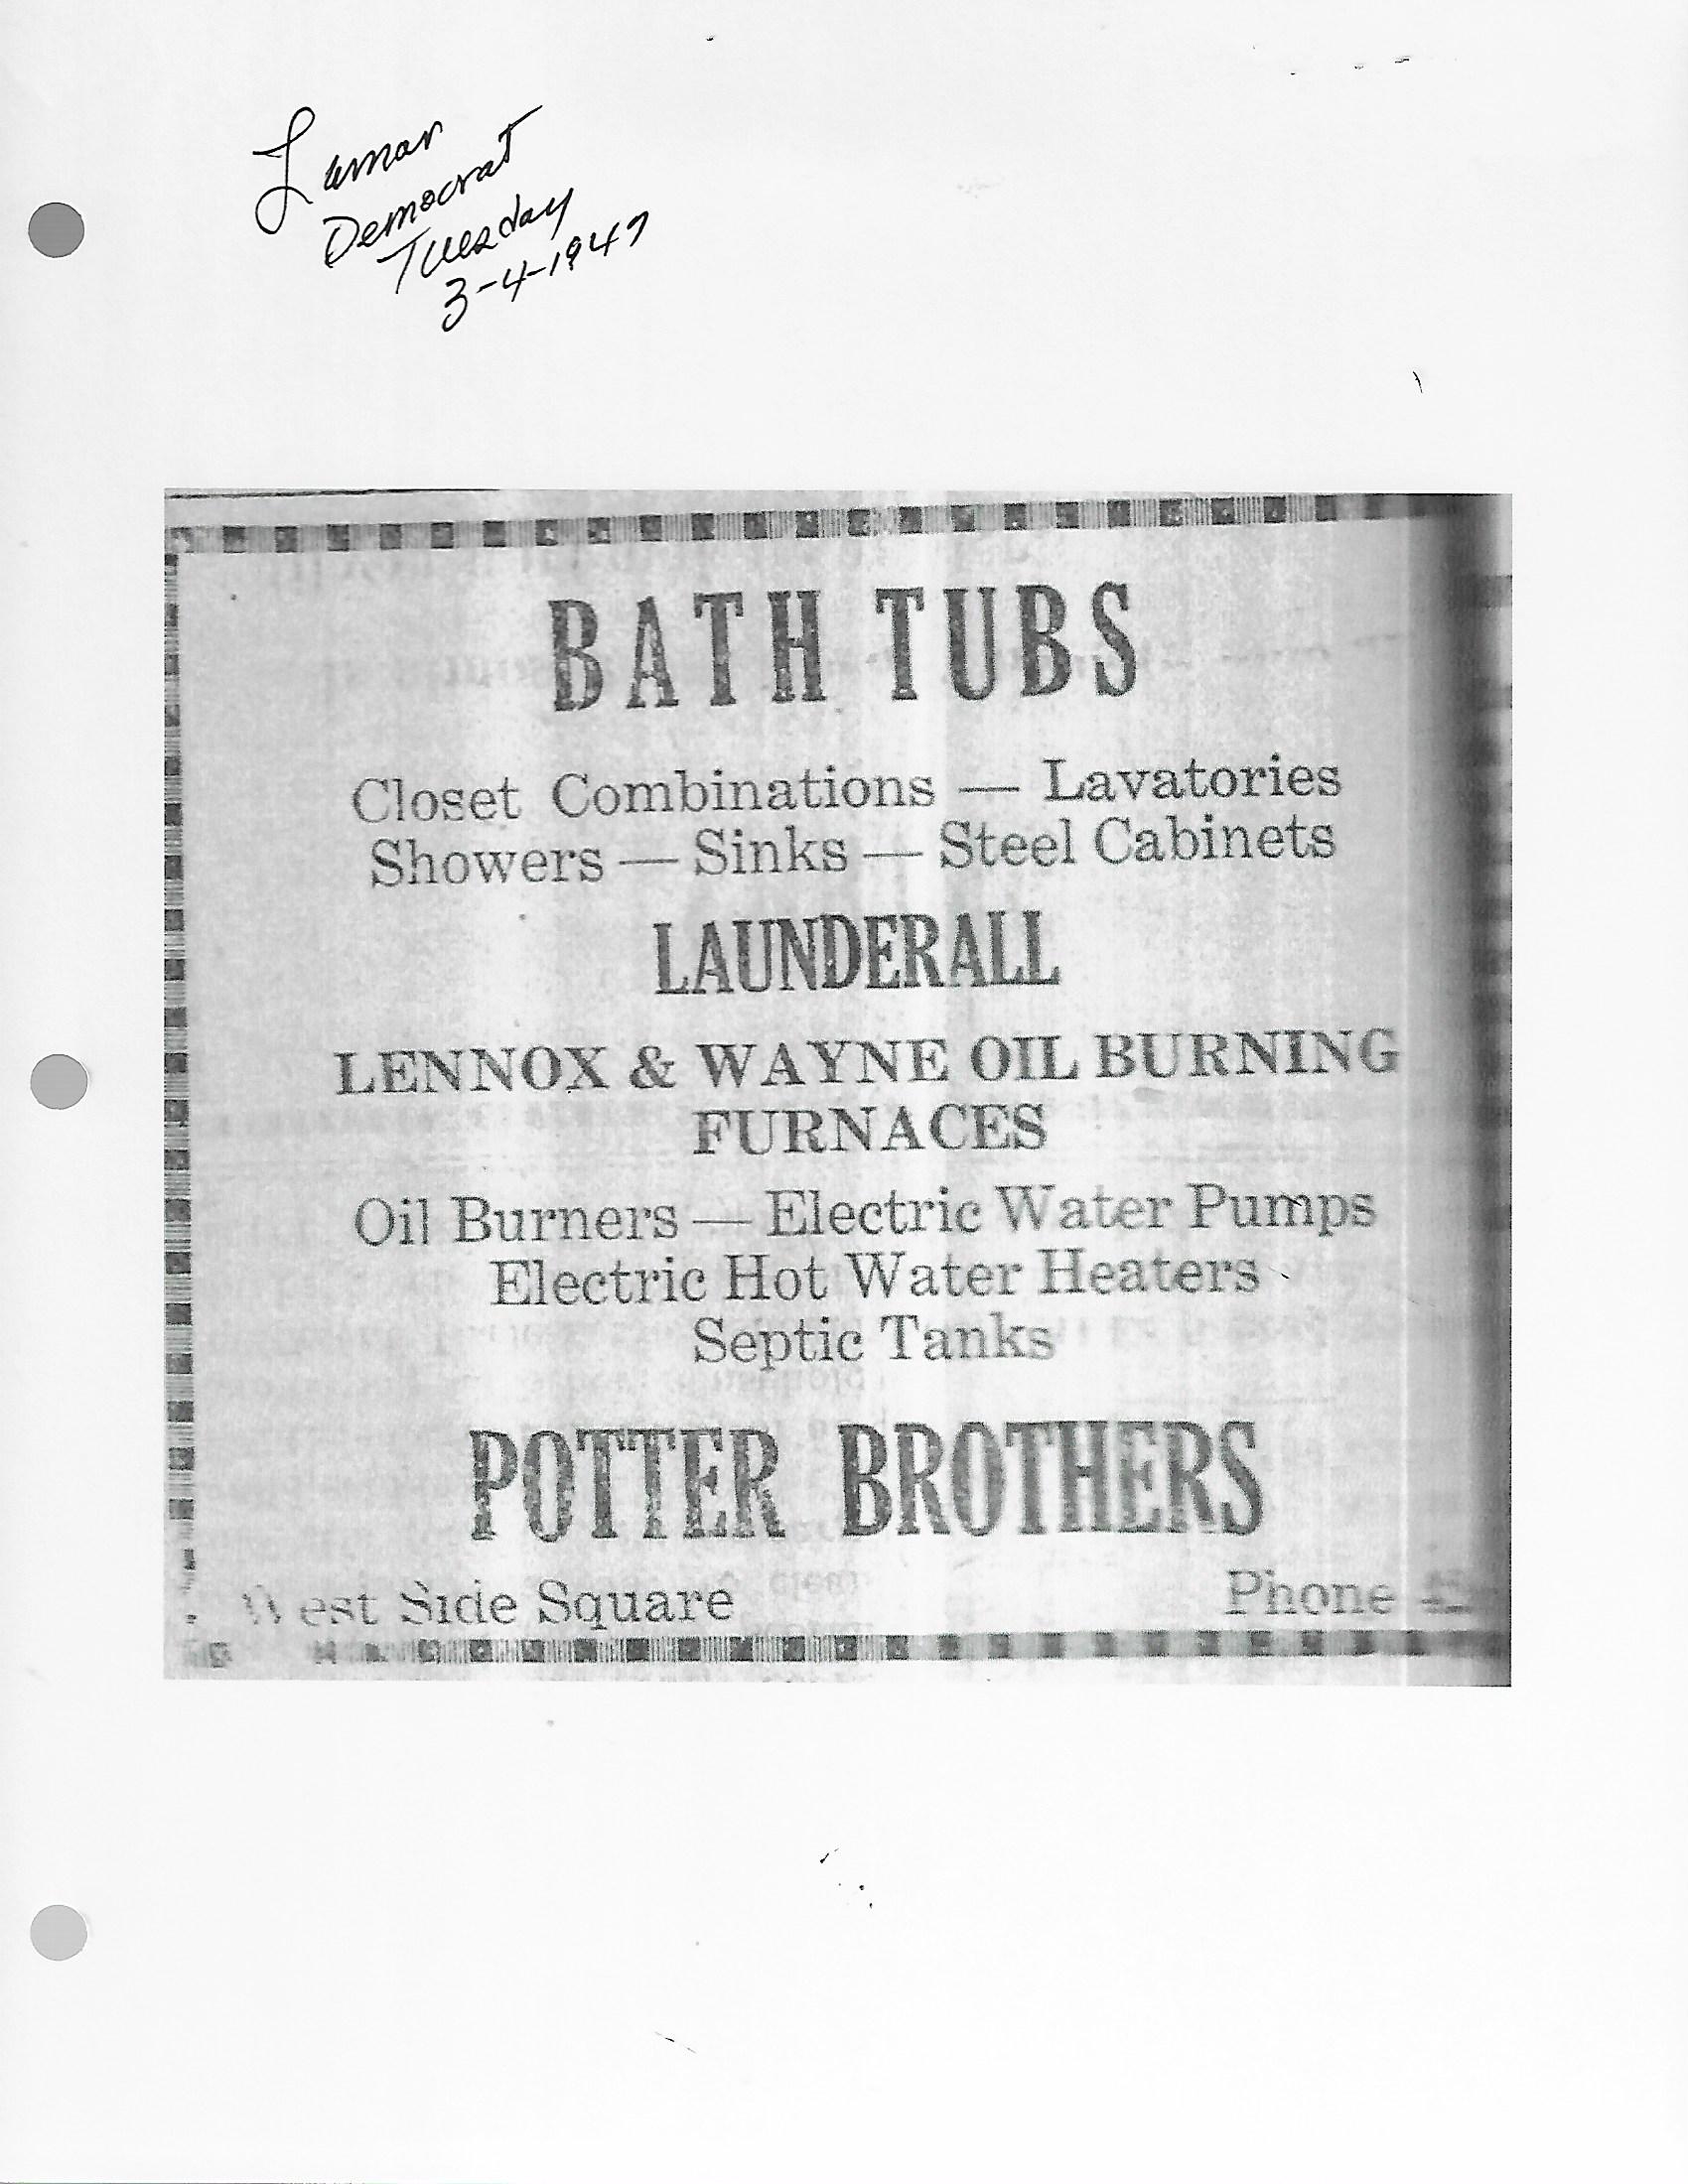 Lamar
Democrat
Tuesday
3-4-1947
BATH TUBS
Closet Combinations — Lavatories
Showers — Sinks — Steel Cabinets
LAUNDERALL
LENNOX & WAYNE OIL BURNING
FURNACES
Oil Burners — Electric Water Pumps
Electric Hot Water Heaters
Septic Tanks
POTTER BROTHERS
West Side Square Phone